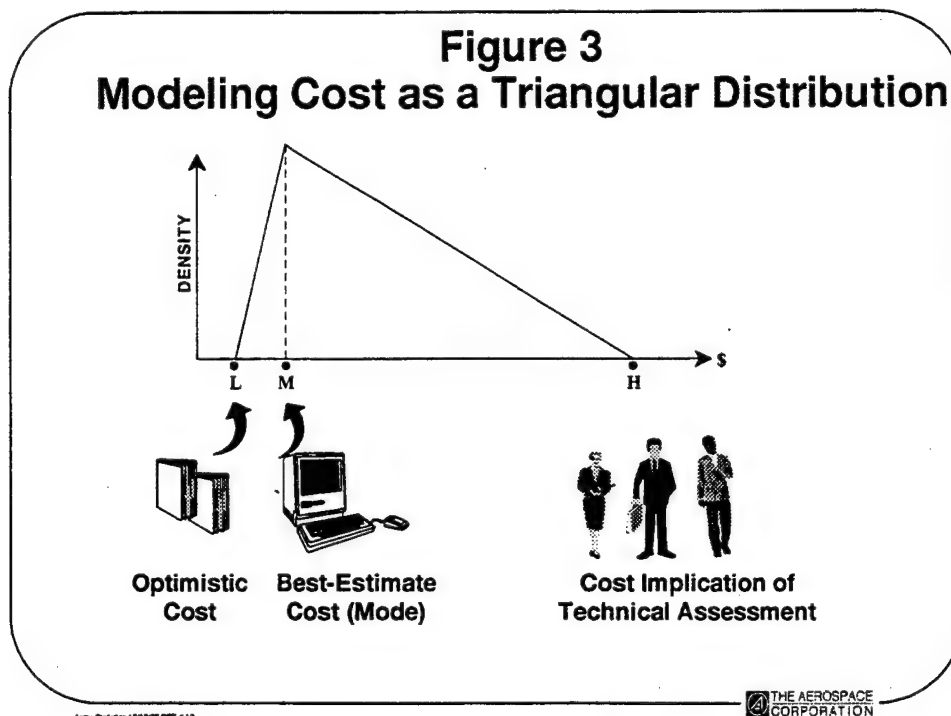 Figure 3
Modeling Cost as a Triangular Distribution
DENSITY
$
L M H
Optimistic Best-Estimate Cost Implication of
Cost Cost (Mode) Technical Assessment
THE AEROSPACE
CORPORATION